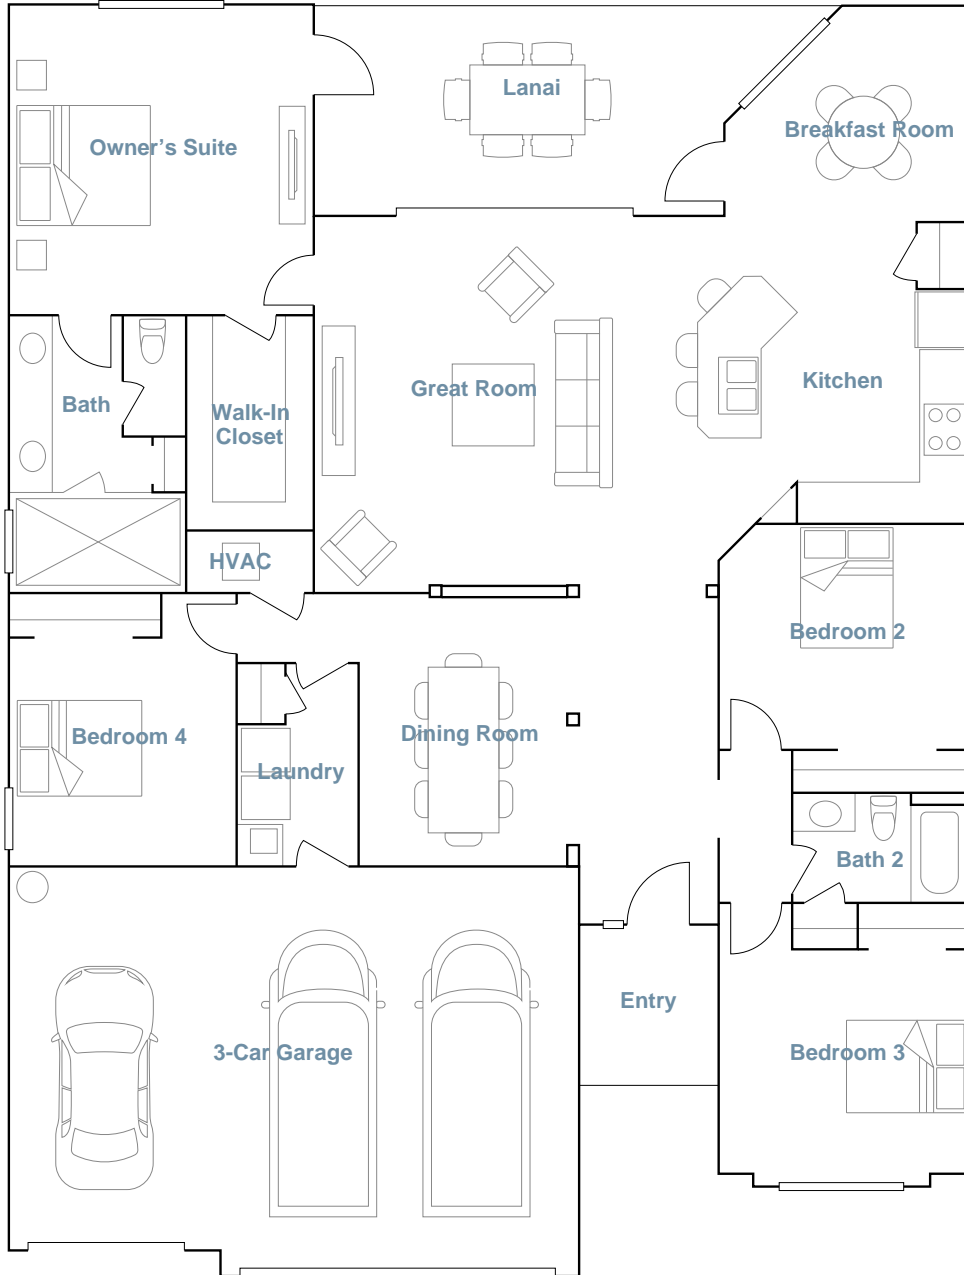 Lanai
Breakfast Room
Owner’s Suite
Great Room
Kitchen
Bath
Walk-In
Closet
HVAC
Bedroom 2
Bedroom 4
Dining Room
Laundry
Bath 2
Entry
3-Car Garage
Bedroom 3